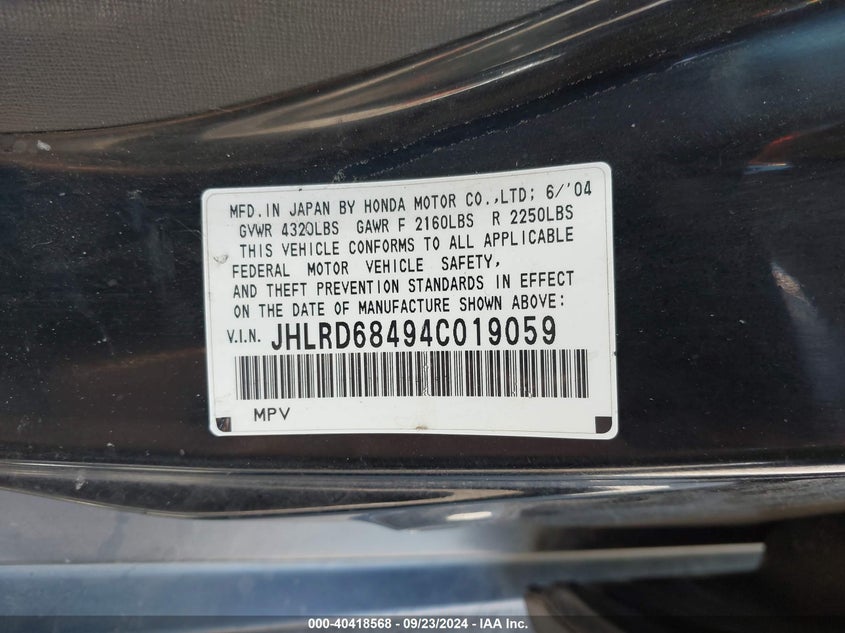 MFD. IN JAPAN BY HONDA MOTOR CO.,LTD; 6/'04
GVWR 4320LBS GAWR F 2160LBS R 2250LBS
THIS VEHICLE CONFORMS TO ALL APPLICABLE
FEDERAL MOTOR VEHICLE SAFETY,
AND THEFT PREVENTION STANDARDS IN EFFECT
ON THE DATE OF MANUFACTURE SHOWN ABOVE:
V.I.N. JHLRD68494C019059
MPV
000-40418568 - 09/23/2024 - IAA Inc.